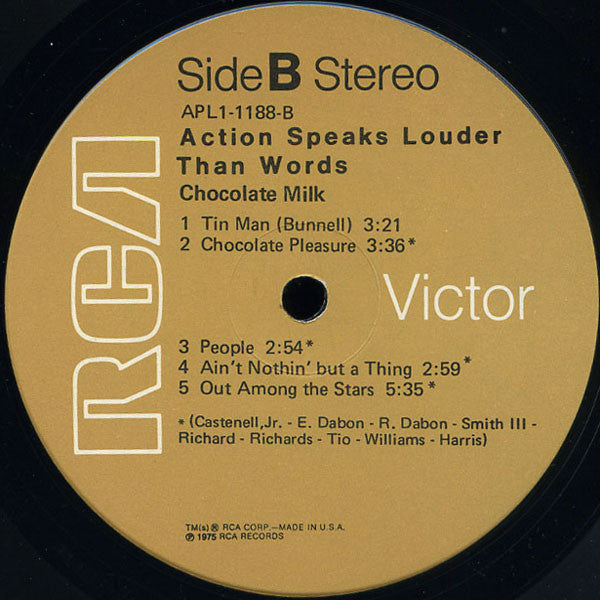 Side B Stereo
APL1-1188-B
Action Speaks Louder
Than Words
Chocolate Milk
1 Tin Man (Bunnell) 3:21
2 Chocolate Pleasure 3:36*
RCA
Victor
3 People 2:54*
4 Ain't Nothin' but a Thing 2:59*
5 Out Among the Stars 5:35*
*(Castenell,Jr. - E. Dabon - R. Dabon - Smith III -
Richard - Richards - Tio - Williams - Harris)
TM(s) ® RCA CORP.—MADE IN U.S.A.
℗ 1975 RCA RECORDS